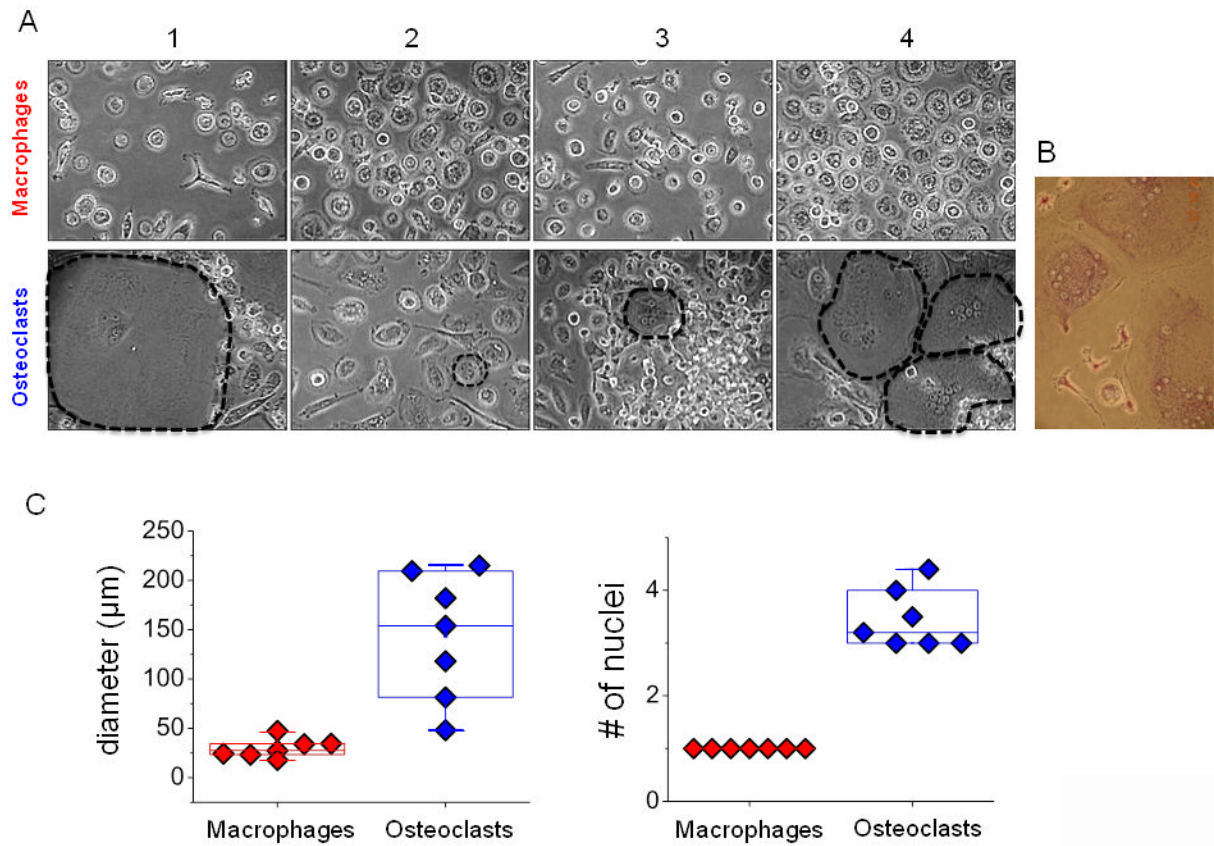 A
1 2 3 4
Macrophages
Osteoclasts
B
C
diameter (µm)
250
200
150
100
50
0
Macrophages Osteoclasts
# of nuclei
4
2
0
Macrophages Osteoclasts